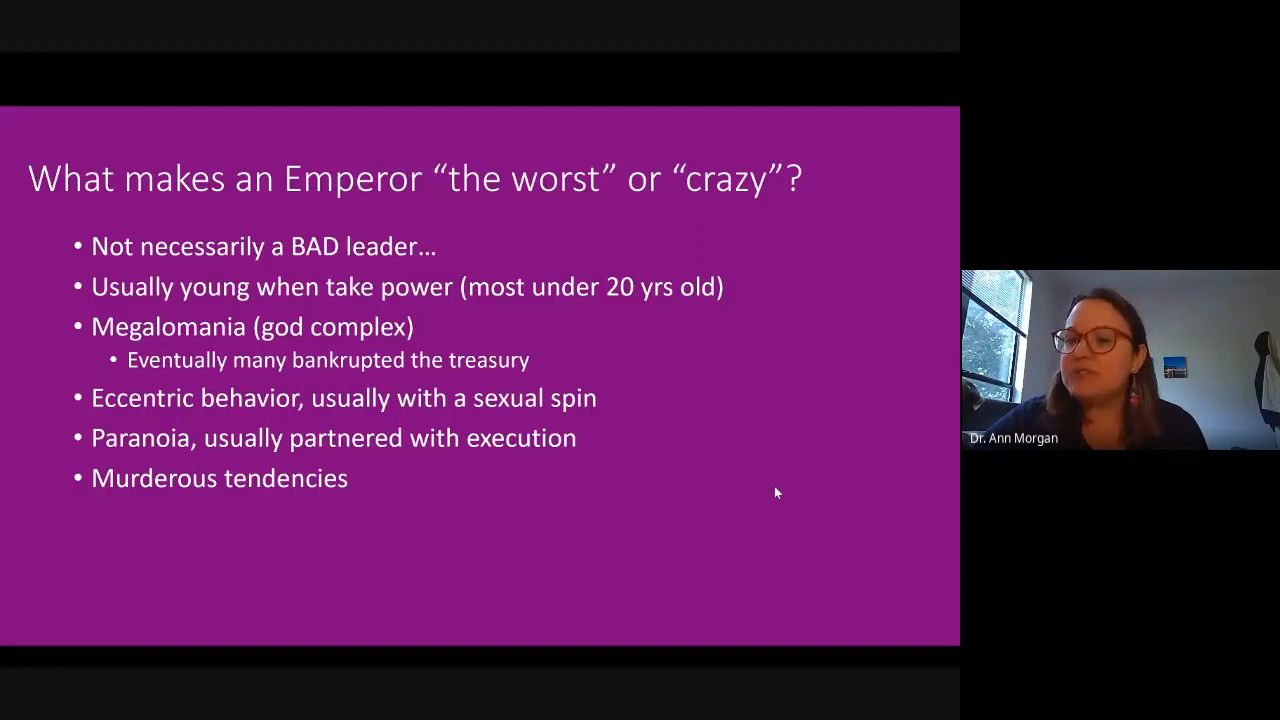 What makes an Emperor “the worst” or “crazy”?
• Not necessarily a BAD leader…
• Usually young when take power (most under 20 yrs old)
• Megalomania (god complex)
• Eventually many bankrupted the treasury
• Eccentric behavior, usually with a sexual spin
• Paranoia, usually partnered with execution
• Murderous tendencies
Dr. Ann Morgan